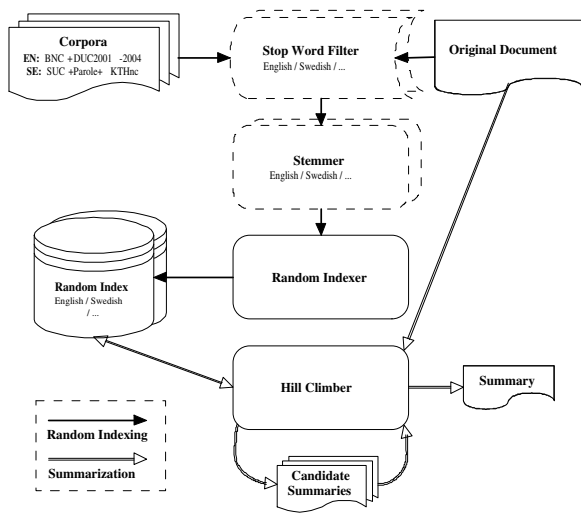 Corpora
EN: BNC +DUC2001 -2004
SE: SUC +Parole+ KTHnc
Stop Word Filter
English / Swedish / ...
Original Document
Stemmer
English / Swedish / ...
Random Index
English / Swedish
/ ...
Random Indexer
Hill Climber
Summary
Random Indexing
Summarization
Candidate
Summaries